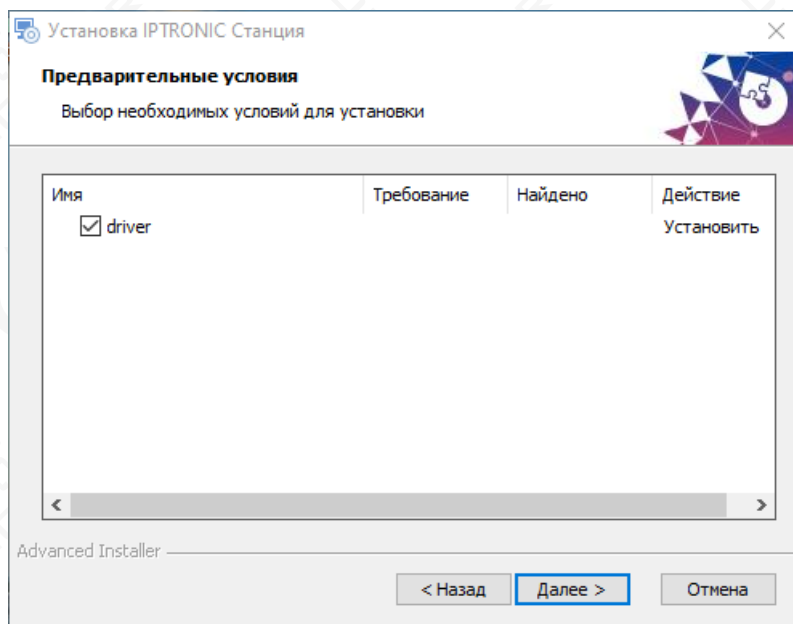 Установка IPTRONIC Станция
Предварительные условия
Выбор необходимых условий для установки
Имя Требование Найдено Действие
driver Установить
Advanced Installer
< Назад Далее > Отмена